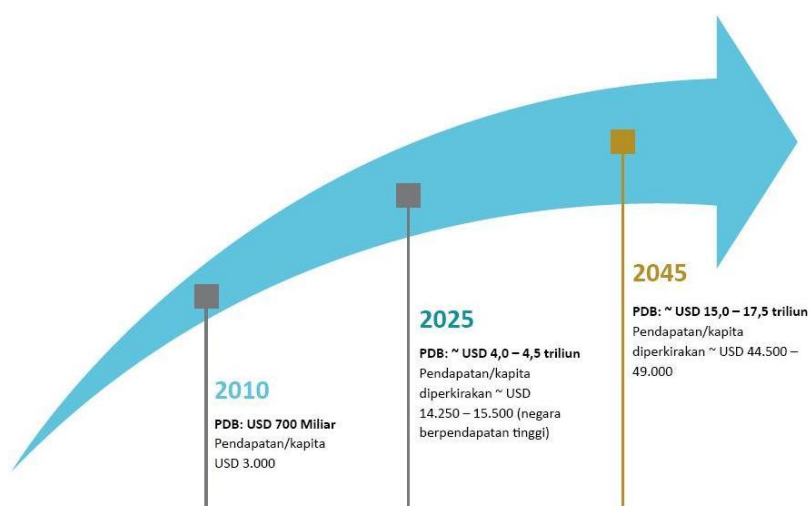 2010
PDB: USD 700 Miliar
Pendapatan/kapita
USD 3.000
2025
PDB: ~ USD 4,0 – 4,5 triliun
Pendapatan/kapita
diperkirakan ~ USD
14.250 – 15.500 (negara
berpendapatan tinggi)
2045
PDB: ~ USD 15,0 – 17,5 triliun
Pendapatan/kapita
diperkirakan ~ USD 44.500 –
49.000